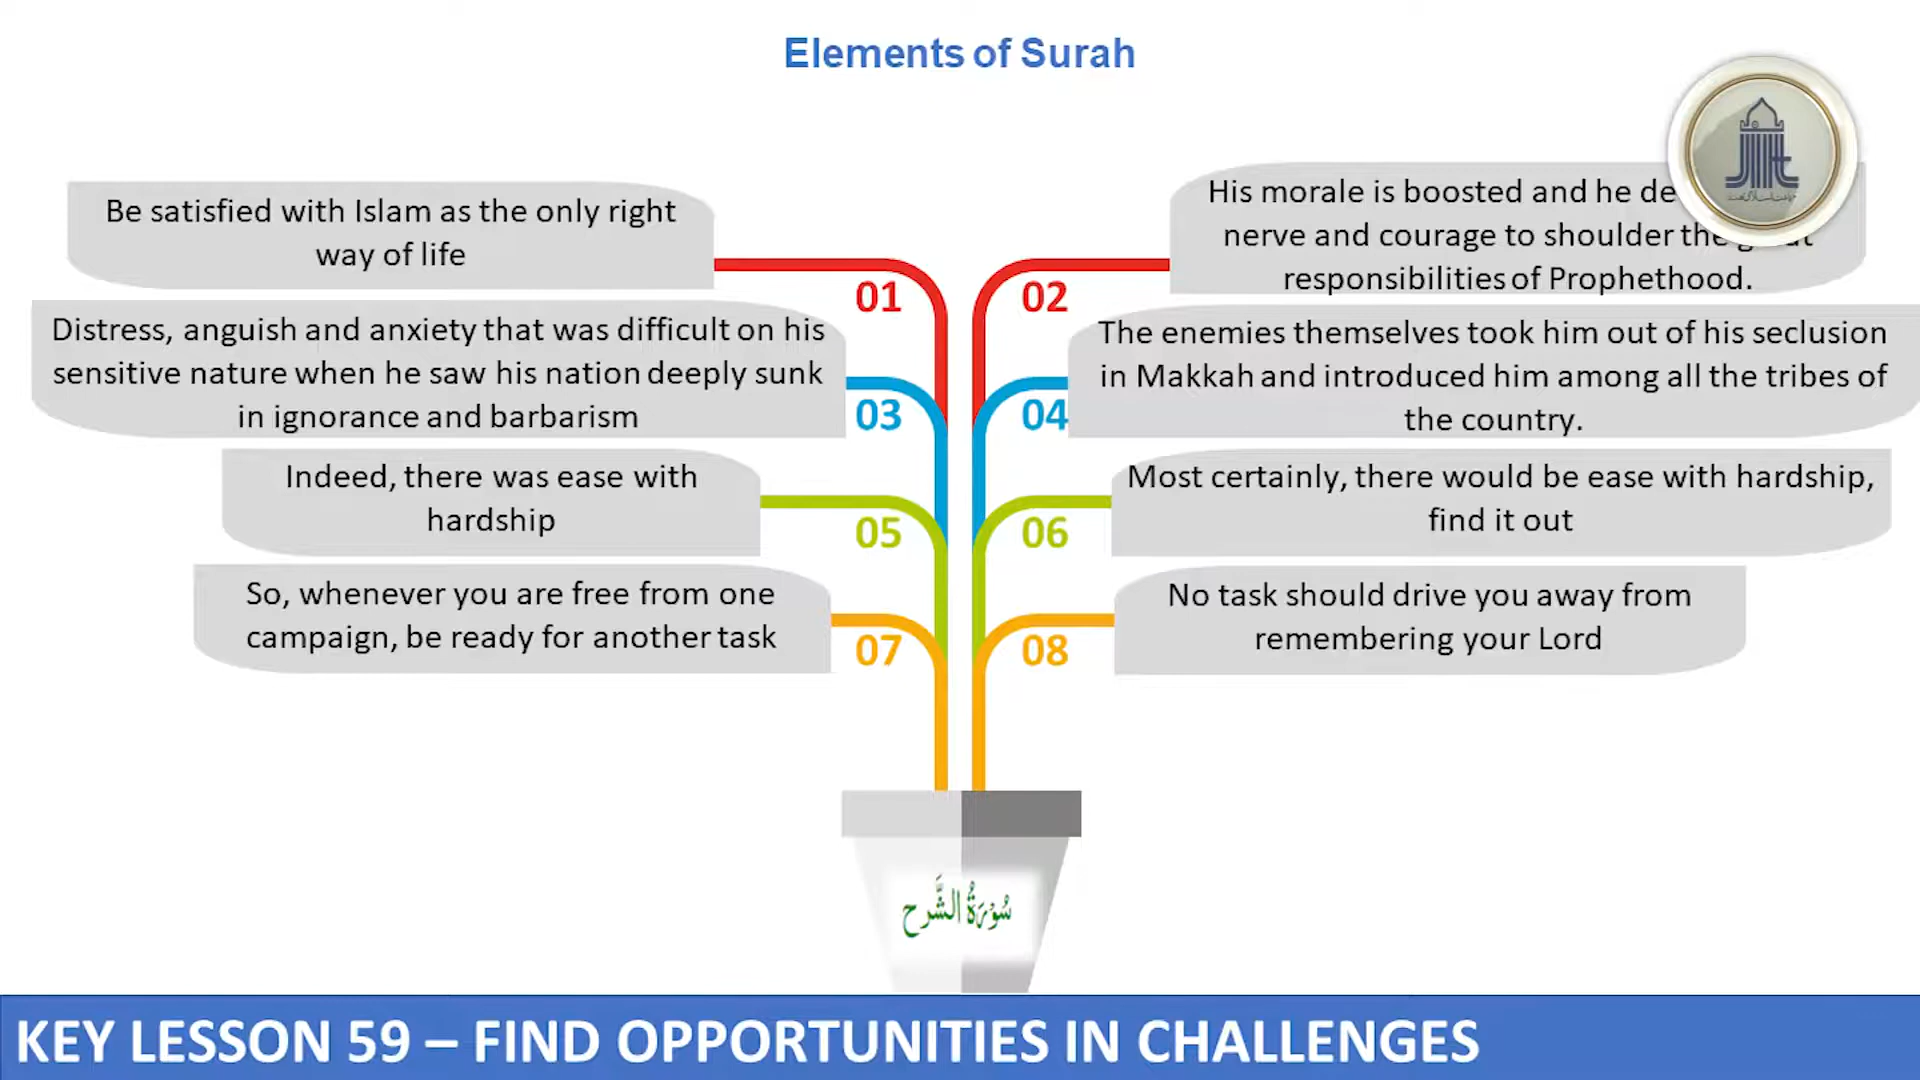 Elements of Surah
Be satisfied with Islam as the only right
way of life
01
His morale is boosted and he
nerve and courage to shoulder the
responsibilities of Prophethood.
02
Distress, anguish and anxiety that was difficult on his
sensitive nature when he saw his nation deeply sunk
in ignorance and barbarism
03
The enemies themselves took him out of his seclusion
in Makkah and introduced him among all the tribes of
the country.
04
Indeed, there was ease with
hardship
05
Most certainly, there would be ease with hardship,
find it out
06
So, whenever you are free from one
campaign, be ready for another task
07
No task should drive you away from
remembering your Lord
08
سُوْرَةُ الشَّرح
KEY LESSON 59 – FIND OPPORTUNITIES IN CHALLENGES